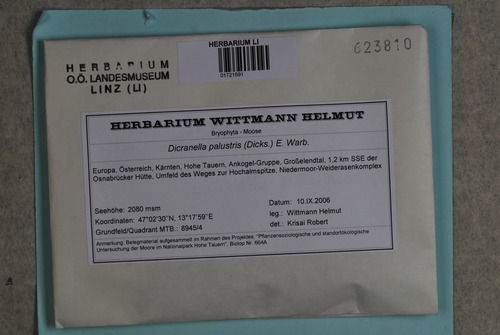 HERBARIUM LI
01721591
623810
HERBARIUM
O.Ö. LANDESMUSEUM
LINZ (LI)
HERBARIUM WITTMANN HELMUT
Bryophyta - Moose
Dicranella palustris (Dicks.) E. Warb.
Europa, Österreich, Kärnten, Hohe Tauern, Ankogel-Gruppe, Großelendtal, 1,2 km SSE der
Osnabrücker Hütte, Umfeld des Weges zur Hochalmspitze, Niedermoor-Weiderasenkomplex
Seehöhe: 2080 msm
Datum: 10.IX.2006
Koordinaten: 47°02'30"N, 13°17'59"E
leg.: Wittmann Helmut
Grundfeld/Quadrant MTB.: 8945/4
det.: Krisai Robert
Anmerkung: Belegmaterial aufgesammelt im Rahmen des Projektes, "Pflanzensoziologische und standortökologische
Untersuchung der Moore im Nationalpark Hohe Tauern", Biotop Nr. 664A